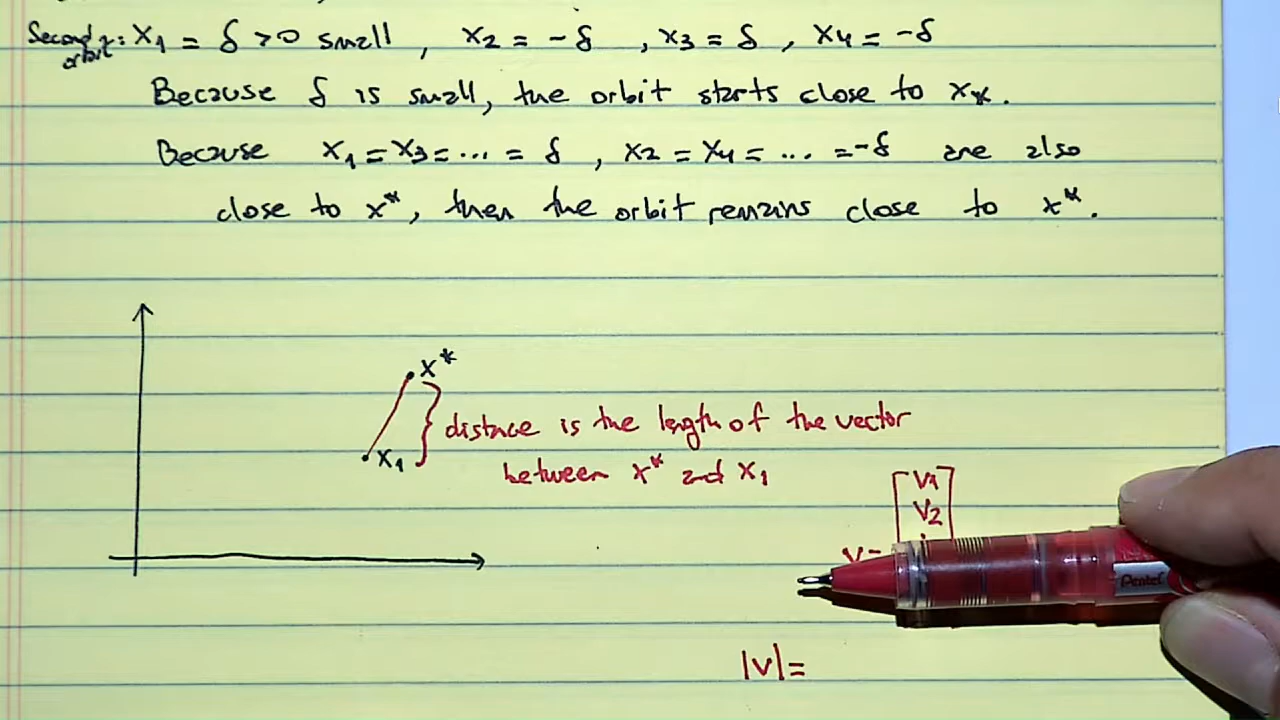 Second orbit: x1 = δ > 0 small, x2 = -δ, x3 = δ, x4 = -δ
Because δ is small, the orbit starts close to x*.
Because x1 = x3 = ... = δ, x2 = x4 = ... = -δ are also
close to x*, then the orbit remains close to x*.
x*
x1
distance is the length of the vector
between x* and x1
v1
v2
v=
Pentel
|v|=